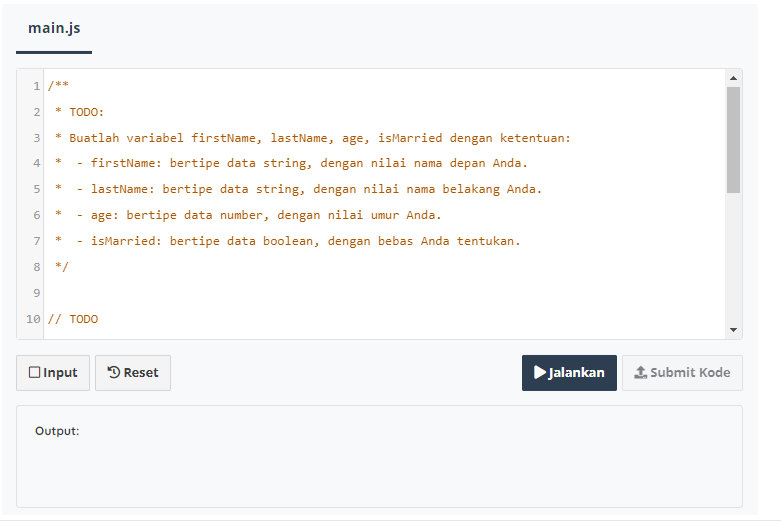 main.js
1 /**
2  * TODO:
3  * Buatlah variabel firstName, lastName, age, isMarried dengan ketentuan:
4  *  - firstName: bertipe data string, dengan nilai nama depan Anda.
5  *  - lastName: bertipe data string, dengan nilai nama belakang Anda.
6  *  - age: bertipe data number, dengan nilai umur Anda.
7  *  - isMarried: bertipe data boolean, dengan bebas Anda tentukan.
8  */
9
10 // TODO
Input Reset Jalankan Submit Kode
Output: